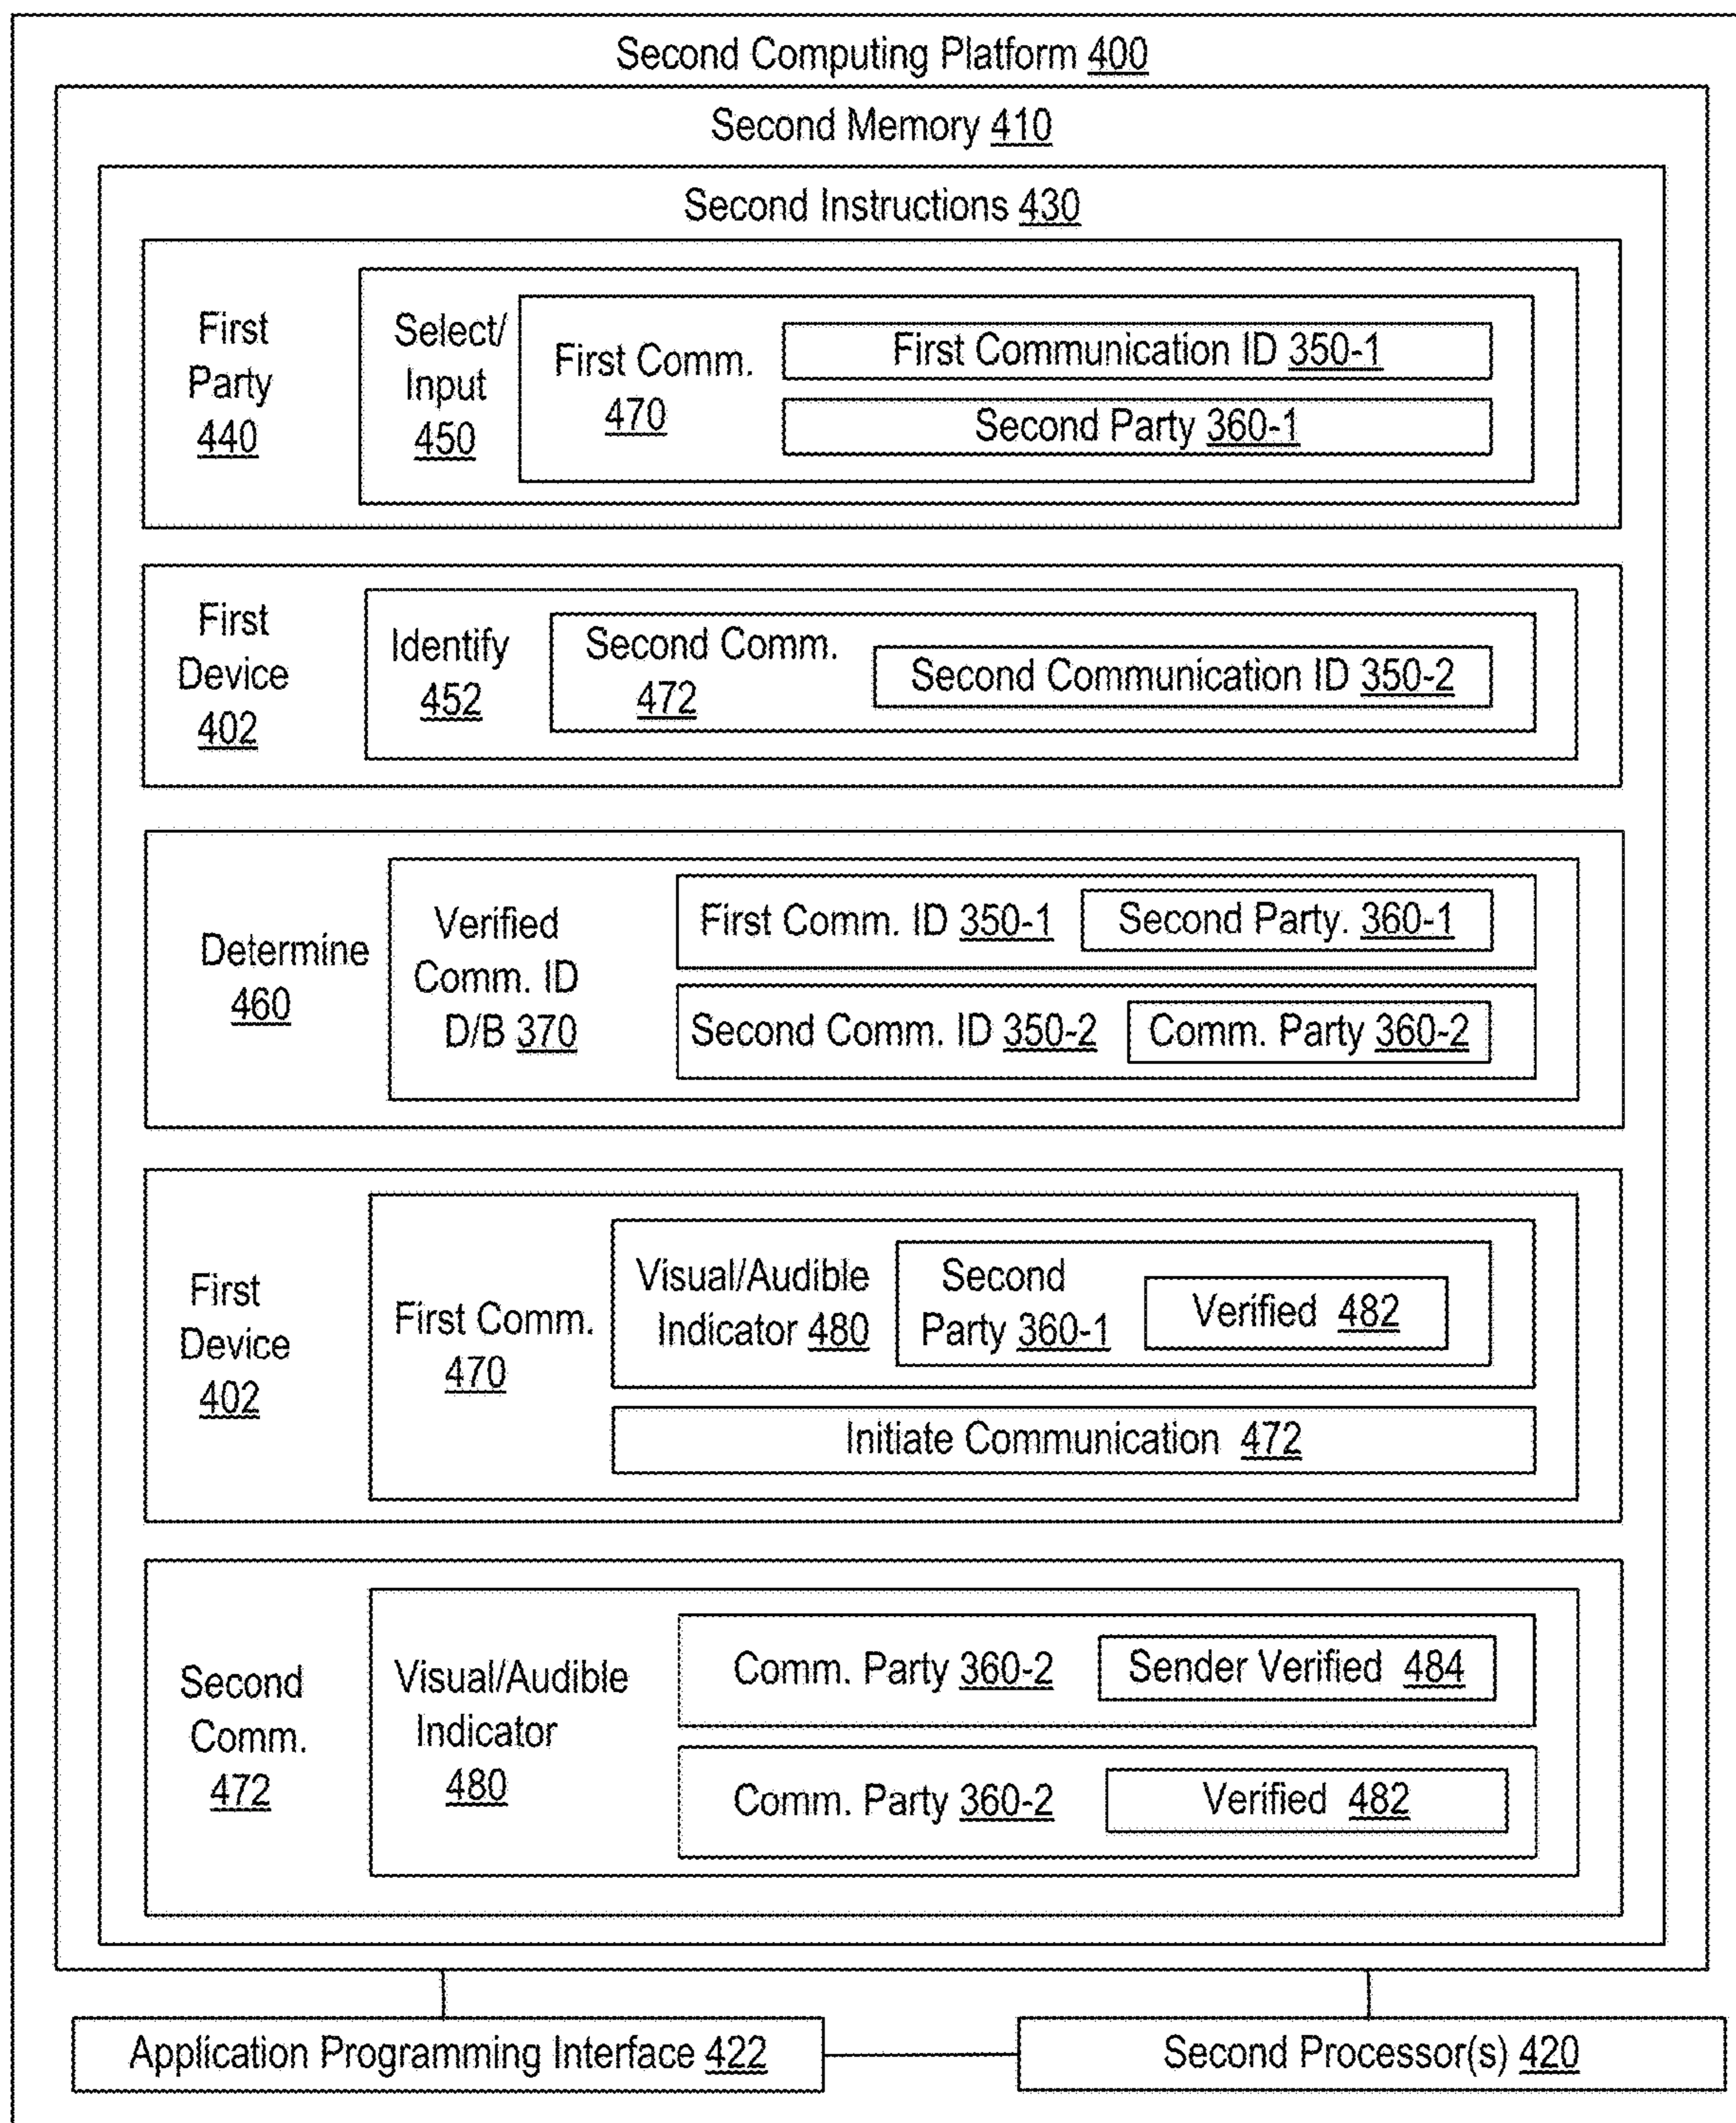 Second Computing Platform 400
Second Memory 410
Second Instructions 430
First
Party
440
Select/
Input
450
First Comm.
470
First Communication ID 350-1
Second Party 360-1
First
Device
402
Identify
452
Second Comm.
472
Second Communication ID 350-2
Determine
460
Verified
Comm. ID
D/B 370
First Comm. ID 350-1
Second Party. 360-1
Second Comm. ID 350-2
Comm. Party 360-2
First
Device
402
First Comm.
470
Visual/Audible
Indicator 480
Second
Party 360-1
Verified 482
Initiate Communication 472
Second
Comm.
472
Visual/Audible
Indicator
480
Comm. Party 360-2
Sender Verified 484
Comm. Party 360-2
Verified 482
Application Programming Interface 422
Second Processor(s) 420